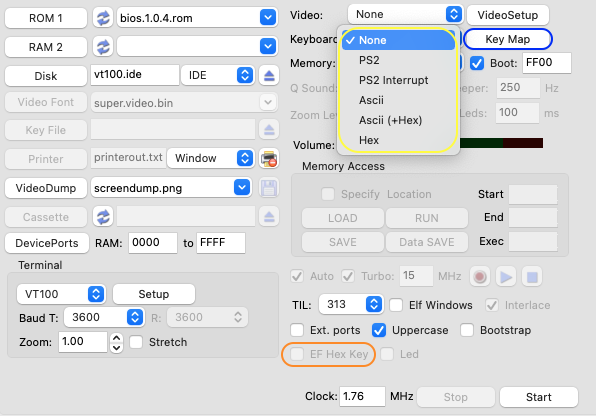 ROM 1 bios.1.0.4.rom
RAM 2
Disk vt100.ide IDE
Video Font super.video.bin
Key File
Printer printerout.txt Window
VideoDump screendump.png
Cassette
DevicePorts RAM: 0000 to FFFF
Terminal
VT100 Setup
Baud T: 3600 R: 3600
Zoom: 1.00 Stretch
Video: None VideoSetup
Keyboard Key Map
✓ None
PS2
PS2 Interrupt
Ascii
Ascii (+Hex)
Hex
Memory: Boot: FF00
Q Sound: 250 Hz
Zoom Leds: 100 ms
Volume:
Memory Access
Specify Location Start
LOAD RUN End
SAVE Data SAVE Exec
Auto Turbo: 15 MHz
TIL: 313 Elf Windows Interlace
Ext. ports Uppercase Bootstrap
EF Hex Key Led
Clock: 1.76 MHz Stop Start